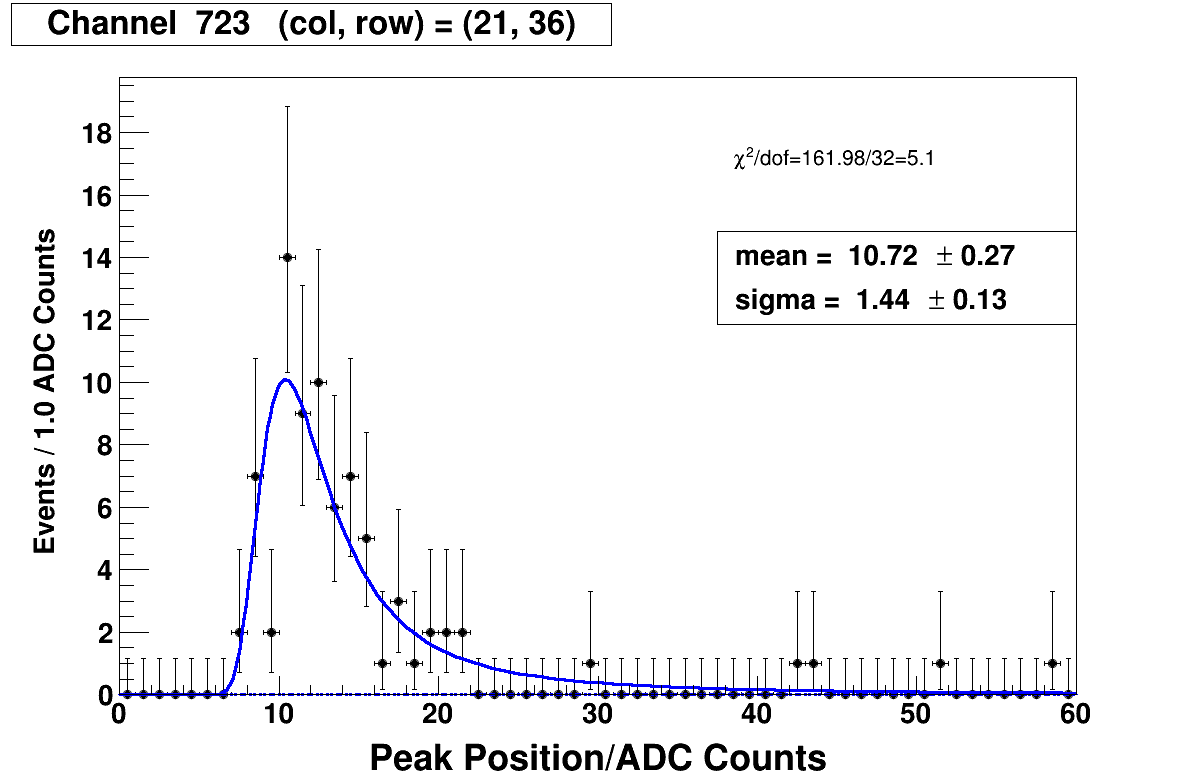 Channel 723 (col, row) = (21, 36)
χ²/dof=161.98/32=5.1
mean = 10.72 ± 0.27
sigma = 1.44 ± 0.13
Events / 1.0 ADC Counts
18
16
14
12
10
8
6
4
2
0
0 10 20 30 40 50 60
Peak Position/ADC Counts